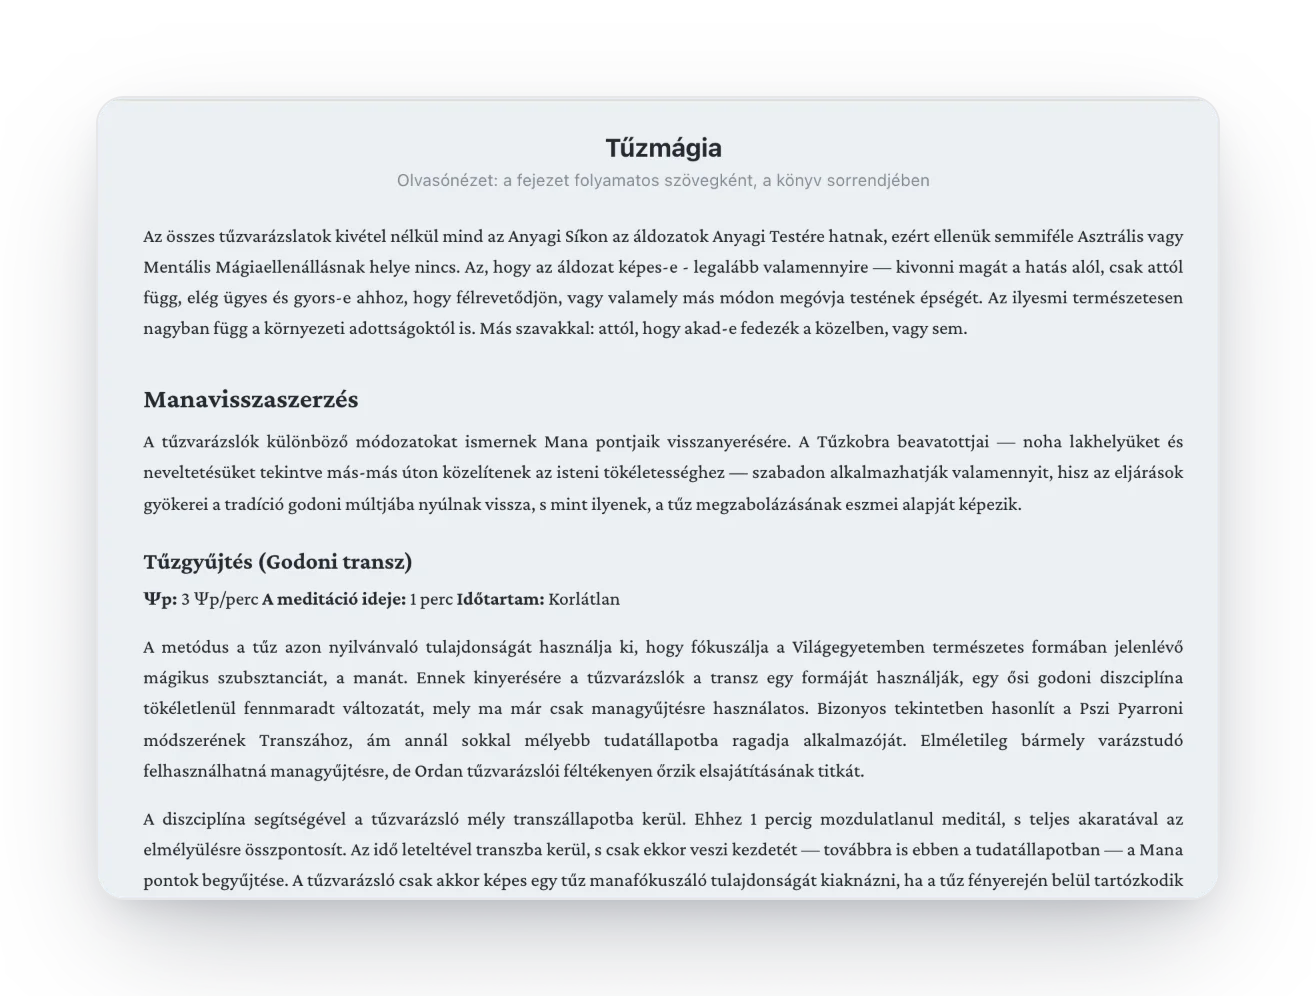 Tűzmágia
Olvasónézet: a fejezet folyamatos szövegként, a könyv sorrendjében
Az összes tűzvarázslatok kivétel nélkül mind az Anyagi Síkon az áldozatok Anyagi Testére hatnak, ezért ellenük semmiféle Asztrális vagy
Mentális Mágiaellenállásnak helye nincs. Az, hogy az áldozat képes-e - legalább valamennyire — kivonni magát a hatás alól, csak attól
függ, elég ügyes és gyors-e ahhoz, hogy félrevetődjön, vagy valamely más módon megóvja testének épségét. Az ilyesmi természetesen
nagyban függ a környezeti adottságoktól is. Más szavakkal: attól, hogy akad-e fedezék a közelben, vagy sem.
Manavisszaszerzés
A tűzvarázslók különböző módozatokat ismernek Mana pontjaik visszanyerésére. A Tűzkobra beavatottjai — noha lakhelyüket és
neveltetésüket tekintve más-más úton közelítenek az isteni tökéletességhez — szabadon alkalmazhatják valamennyit, hisz az eljárások
gyökerei a tradíció godoni múltjába nyúlnak vissza, s mint ilyenek, a tűz megzabolázásának eszmei alapját képezik.
Tűzgyűjtés (Godoni transz)
Ψp: 3 Ψp/perc A meditáció ideje: 1 perc Időtartam: Korlátlan
A metódus a tűz azon nyilvánvaló tulajdonságát használja ki, hogy fókuszálja a Világegyetemben természetes formában jelenlévő
mágikus szubsztanciát, a manát. Ennek kinyerésére a tűzvarázslók a transz egy formáját használják, egy ősi godoni diszciplína
tökéletlenül fennmaradt változatát, mely ma már csak managyűjtésre használatos. Bizonyos tekintetben hasonlít a Pszi Pyarroni
módszerének Transzához, ám annál sokkal mélyebb tudatállapotba ragadja alkalmazóját. Elméletileg bármely varázstudó
felhasználhatná managyűjtésre, de Ordan tűzvarázslói féltékenyen őrzik elsajátításának titkát.
A diszciplína segítségével a tűzvarázsló mély transzállapotba kerül. Ehhez 1 percig mozdulatlanul meditál, s teljes akaratával az
elmélyülésre összpontosít. Az idő leteltével transzba kerül, s csak ekkor veszi kezdetét — továbbra is ebben a tudatállapotban — a Mana
pontok begyűjtése. A tűzvarázsló csak akkor képes egy tűz manafókuszáló tulajdonságát kiaknázni, ha a tűz fényerején belül tartózkodik